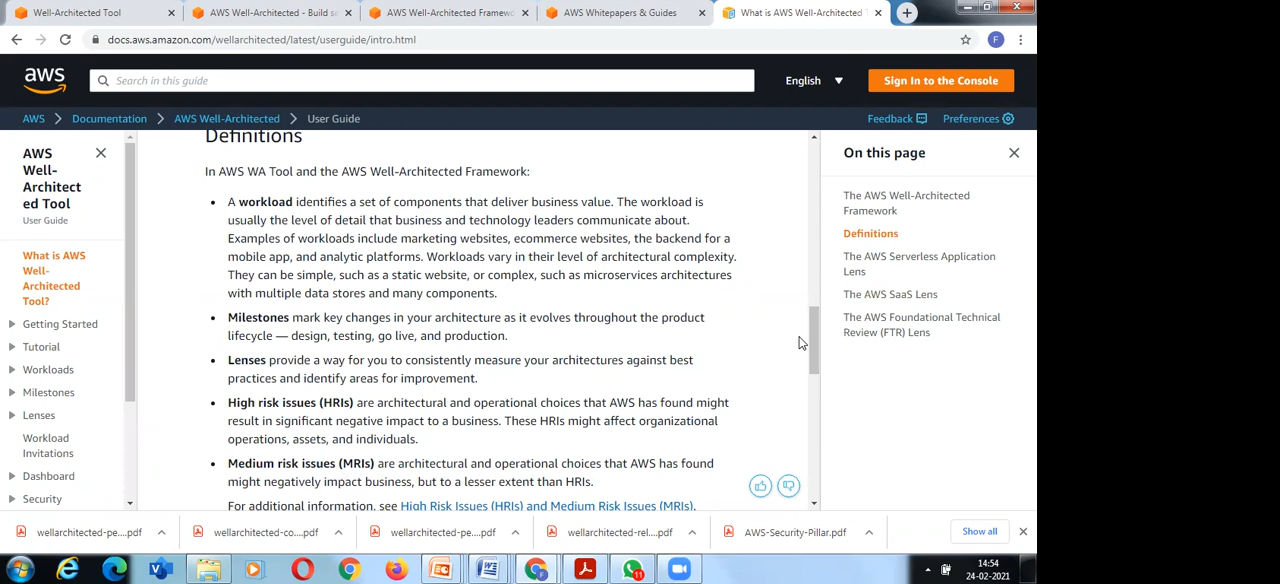 Well-Architected Tool
AWS Well-Architected - Build se
AWS Well-Architected Framewo
AWS Whitepapers & Guides
What is AWS Well-Architected
docs.aws.amazon.com/wellarchitected/latest/userguide/intro.html
F
aws
Search in this guide
English
Sign In to the Console
AWS
Documentation
AWS Well-Architected
User Guide
Feedback
Preferences
AWS
Well-
Architect
ed Tool
User Guide
What is AWS
Well-
Architected
Tool?
Getting Started
Tutorial
Workloads
Milestones
Lenses
Workload
Invitations
Dashboard
Security
Definitions
In AWS WA Tool and the AWS Well-Architected Framework:
• A workload identifies a set of components that deliver business value. The workload is
usually the level of detail that business and technology leaders communicate about.
Examples of workloads include marketing websites, ecommerce websites, the backend for a
mobile app, and analytic platforms. Workloads vary in their level of architectural complexity.
They can be simple, such as a static website, or complex, such as microservices architectures
with multiple data stores and many components.
• Milestones mark key changes in your architecture as it evolves throughout the product
lifecycle — design, testing, go live, and production.
• Lenses provide a way for you to consistently measure your architectures against best
practices and identify areas for improvement.
• High risk issues (HRIs) are architectural and operational choices that AWS has found might
result in significant negative impact to a business. These HRIs might affect organizational
operations, assets, and individuals.
• Medium risk issues (MRIs) are architectural and operational choices that AWS has found
might negatively impact business, but to a lesser extent than HRIs.
For additional information, see High Risk Issues (HRIs) and Medium Risk Issues (MRIs).
On this page
The AWS Well-Architected
Framework
Definitions
The AWS Serverless Application
Lens
The AWS SaaS Lens
The AWS Foundational Technical
Review (FTR) Lens
wellarchitected-pe....pdf
wellarchitected-co....pdf
wellarchitected-pe....pdf
wellarchitected-rel....pdf
AWS-Security-Pillar.pdf
Show all
11
14:54
24-02-2021